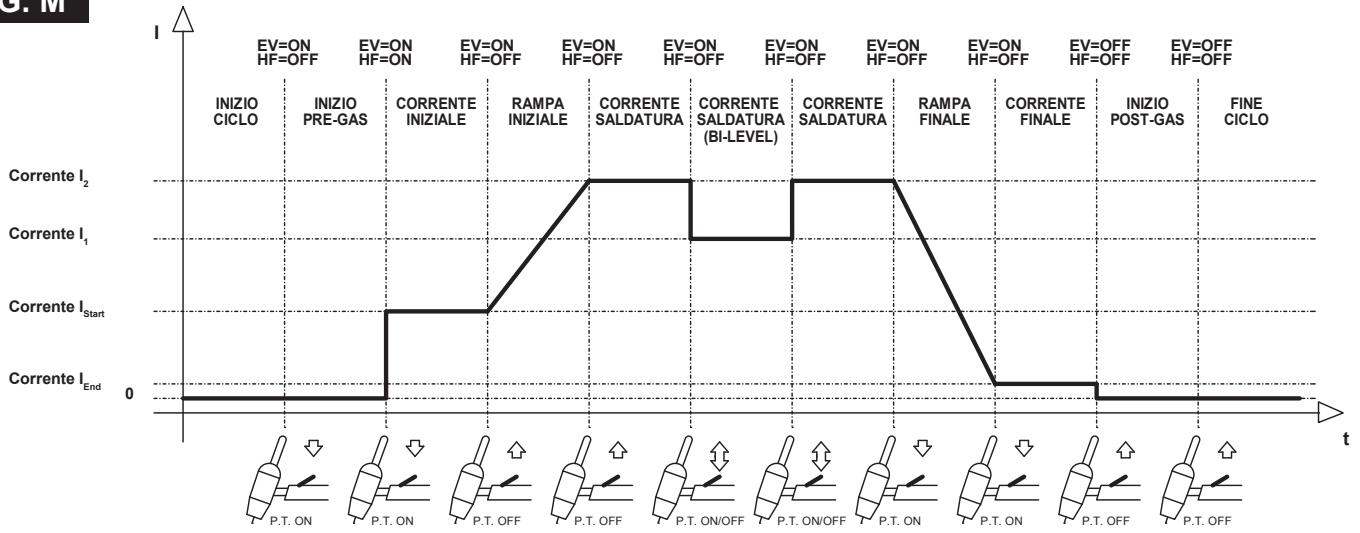 G. M
I
EV=ON EV=ON EV=ON EV=ON EV=ON EV=ON EV=ON EV=ON EV=OFF EV=OFF
HF=OFF HF=ON HF=OFF HF=OFF HF=OFF HF=OFF HF=OFF HF=OFF HF=OFF HF=OFF
INIZIO INIZIO CORRENTE RAMPA CORRENTE CORRENTE CORRENTE RAMPA CORRENTE INIZIO FINE
CICLO PRE-GAS INIZIALE INIZIALE SALDATURA SALDATURA SALDATURA FINALE FINALE POST-GAS CICLO
(BI-LEVEL)
Corrente I2
Corrente I1
Corrente IStart
Corrente IEnd
0
t
P.T. ON P.T. ON P.T. OFF P.T. OFF P.T. ON/OFF P.T. ON/OFF P.T. ON P.T. ON P.T. OFF P.T. OFF